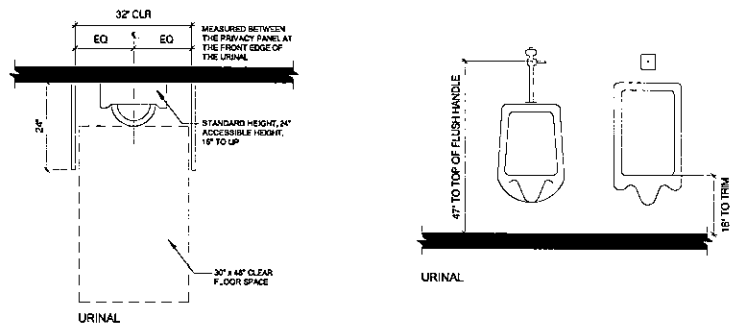 32" CLR
EQ
EQ
MEASURED BETWEEN
THE PRIVACY PANEL AT
THE FRONT EDGE OF
THE URINAL
24"
STANDARD HEIGHT, 24"
ACCESSIBLE HEIGHT,
16" TO LIP
30" x 48" CLEAR
FLOOR SPACE
URINAL
47" TO TOP OF FLUSH HANDLE
16" TO TRIM
URINAL